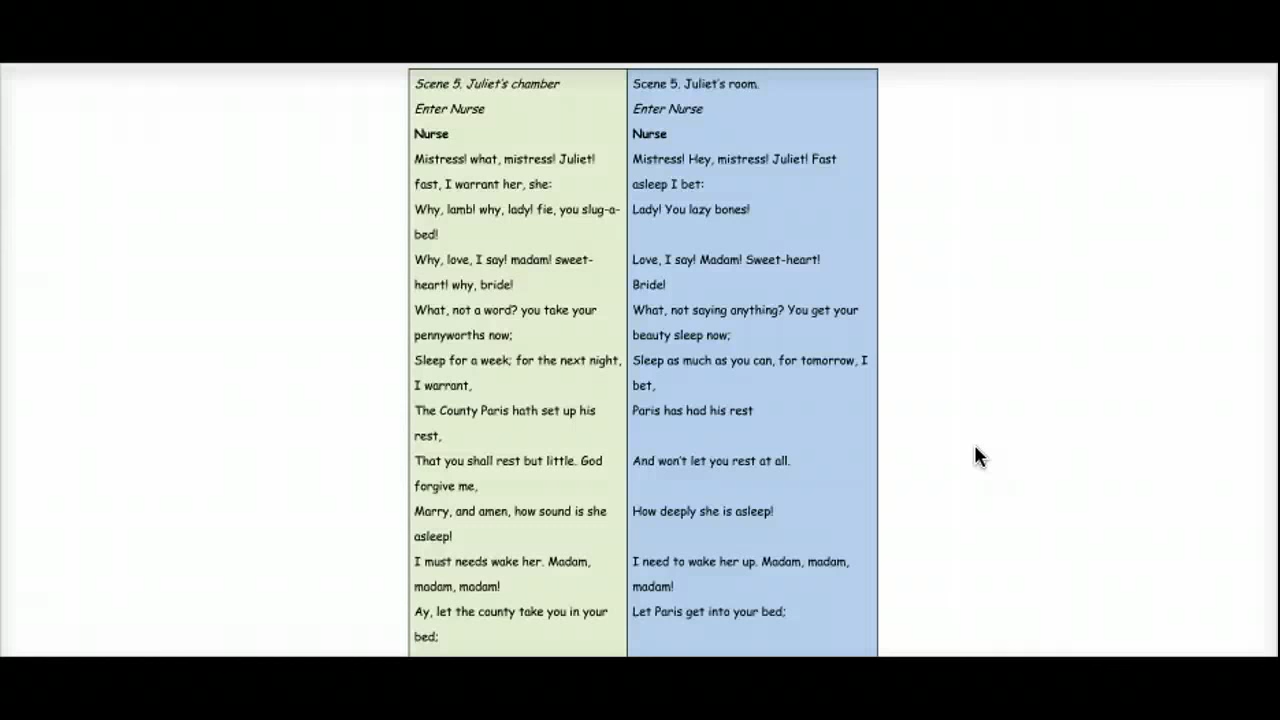 Scene 5. Juliet's chamber
Enter Nurse
Nurse
Mistress! what, mistress! Juliet!
fast, I warrant her, she:
Why, lamb! why, lady! fie, you slug-a-
bed!
Why, love, I say! madam! sweet-
heart! why, bride!
What, not a word? you take your
pennyworths now;
Sleep for a week; for the next night,
I warrant,
The County Paris hath set up his
rest,
That you shall rest but little. God
forgive me,
Marry, and amen, how sound is she
asleep!
I must needs wake her. Madam,
madam, madam!
Ay, let the county take you in your
bed;
Scene 5. Juliet's room.
Enter Nurse
Nurse
Mistress! Hey, mistress! Juliet! Fast
asleep I bet:
Lady! You lazy bones!
Love, I say! Madam! Sweet-heart!
Bride!
What, not saying anything? You get your
beauty sleep now;
Sleep as much as you can, for tomorrow, I
bet,
Paris has had his rest
And won't let you rest at all.
How deeply she is asleep!
I need to wake her up. Madam, madam,
madam!
Let Paris get into your bed;